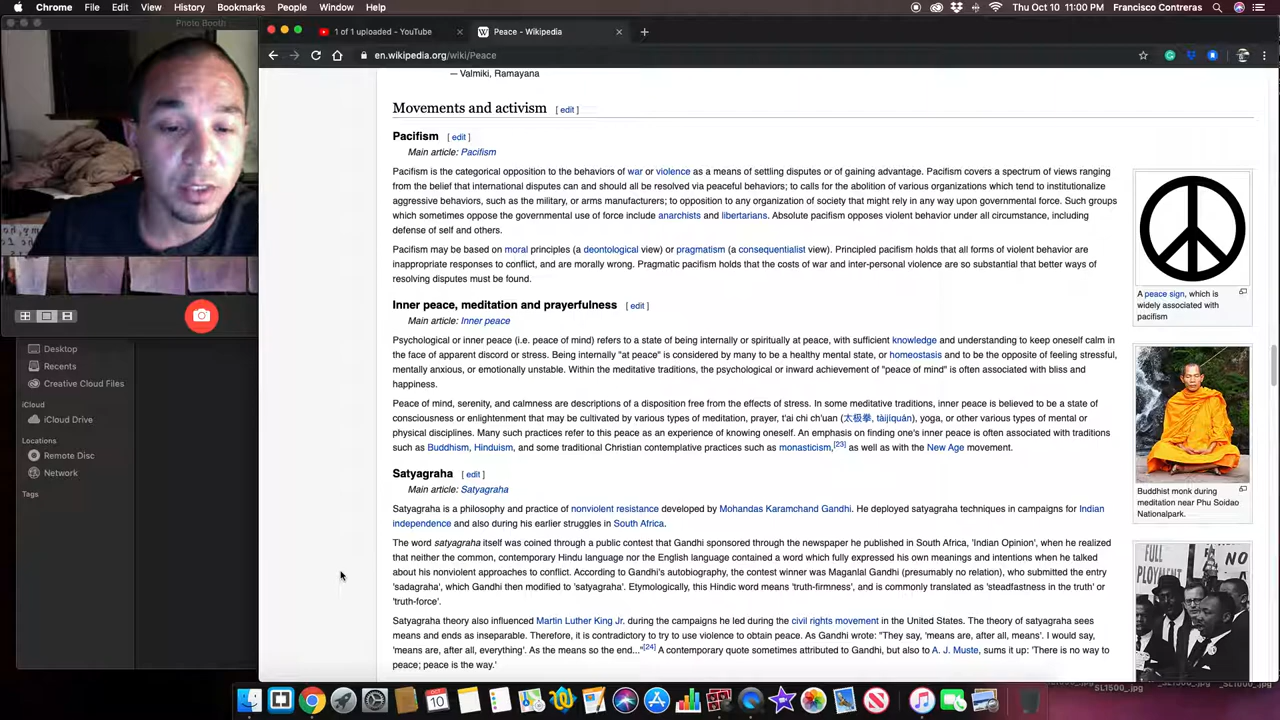 Chrome File Edit View History Bookmarks People Window Help Thu Oct 10 11:00 PM Francisco Contreras
Photo Booth
1 of 1 uploaded - YouTube
Peace - Wikipedia
en.wikipedia.org/wiki/Peace
— Valmiki, Ramayana
Movements and activism [ edit ]
Pacifism [ edit ]
Main article: Pacifism
Pacifism is the categorical opposition to the behaviors of war or violence as a means of settling disputes or of gaining advantage. Pacifism covers a spectrum of views ranging
from the belief that international disputes can and should all be resolved via peaceful behaviors; to calls for the abolition of various organizations which tend to institutionalize
aggressive behaviors, such as the military, or arms manufacturers; to opposition to any organization of society that might rely in any way upon governmental force. Such groups
which sometimes oppose the governmental use of force include anarchists and libertarians. Absolute pacifism opposes violent behavior under all circumstance, including
defense of self and others.
Pacifism may be based on moral principles (a deontological view) or pragmatism (a consequentialist view). Principled pacifism holds that all forms of violent behavior are
inappropriate responses to conflict, and are morally wrong. Pragmatic pacifism holds that the costs of war and inter-personal violence are so substantial that better ways of
resolving disputes must be found.
A peace sign, which is
widely associated with
pacifism
Inner peace, meditation and prayerfulness [ edit ]
Main article: Inner peace
Psychological or inner peace (i.e. peace of mind) refers to a state of being internally or spiritually at peace, with sufficient knowledge and understanding to keep oneself calm in
the face of apparent discord or stress. Being internally "at peace" is considered by many to be a healthy mental state, or homeostasis and to be the opposite of feeling stressful,
mentally anxious, or emotionally unstable. Within the meditative traditions, the psychological or inward achievement of "peace of mind" is often associated with bliss and
happiness.
Peace of mind, serenity, and calmness are descriptions of a disposition free from the effects of stress. In some meditative traditions, inner peace is believed to be a state of
consciousness or enlightenment that may be cultivated by various types of meditation, prayer, t'ai chi ch'uan (太极拳, tàijíquán), yoga, or other various types of mental or
physical disciplines. Many such practices refer to this peace as an experience of knowing oneself. An emphasis on finding one's inner peace is often associated with traditions
such as Buddhism, Hinduism, and some traditional Christian contemplative practices such as monasticism,[23] as well as with the New Age movement.
Buddhist monk during
meditation near Phu Soidao
Nationalpark.
Satyagraha [ edit ]
Main article: Satyagraha
Satyagraha is a philosophy and practice of nonviolent resistance developed by Mohandas Karamchand Gandhi. He deployed satyagraha techniques in campaigns for Indian
independence and also during his earlier struggles in South Africa.
The word satyagraha itself was coined through a public contest that Gandhi sponsored through the newspaper he published in South Africa, 'Indian Opinion', when he realized
that neither the common, contemporary Hindu language nor the English language contained a word which fully expressed his own meanings and intentions when he talked
about his nonviolent approaches to conflict. According to Gandhi's autobiography, the contest winner was Maganlal Gandhi (presumably no relation), who submitted the entry
'sadagraha', which Gandhi then modified to 'satyagraha'. Etymologically, this Hindic word means 'truth-firmness', and is commonly translated as 'steadfastness in the truth' or
'truth-force'.
Satyagraha theory also influenced Martin Luther King Jr. during the campaigns he led during the civil rights movement in the United States. The theory of satyagraha sees
means and ends as inseparable. Therefore, it is contradictory to try to use violence to obtain peace. As Gandhi wrote: "They say, 'means are, after all, means'. I would say,
'means are, after all, everything'. As the means so the end..."[24] A contemporary quote sometimes attributed to Gandhi, but also to A. J. Muste, sums it up: 'There is no way to
peace; peace is the way.'
FULL
NO
Desktop
Recents
Creative Cloud Files
iCloud
iCloud Drive
Locations
Remote Disc
Network
Tags
10